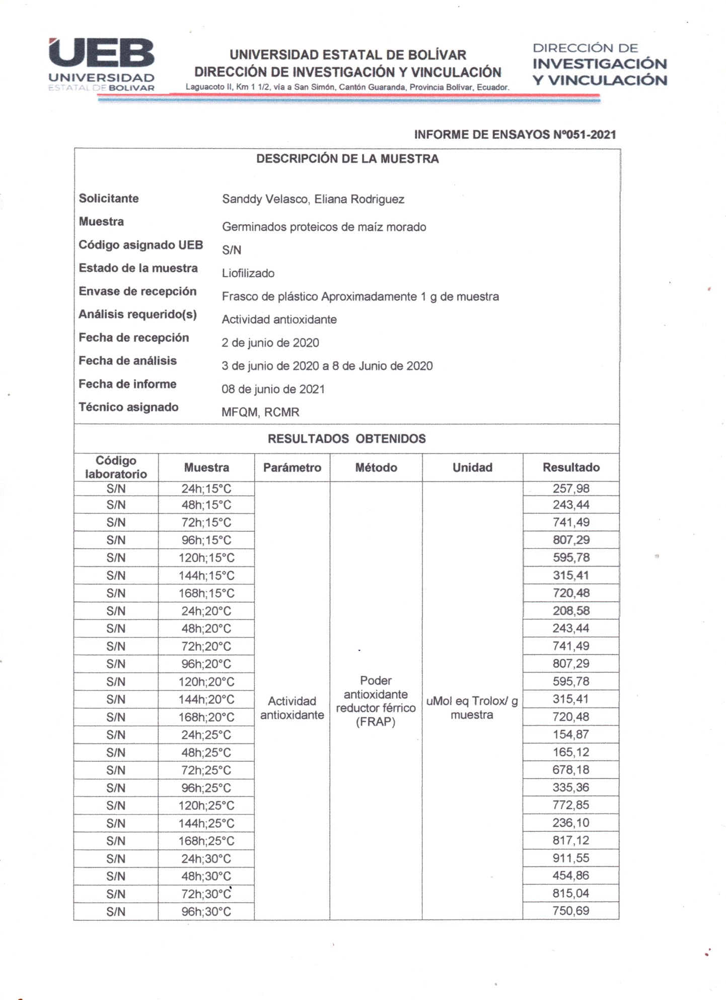 UEB
UNIVERSIDAD
ESTATAL DE BOLIVAR
UNIVERSIDAD ESTATAL DE BOLÍVAR
DIRECCIÓN DE INVESTIGACIÓN Y VINCULACIÓN
Laguacoto II, Km 1 1/2, vía a San Simón, Cantón Guaranda, Provincia Bolívar, Ecuador.
DIRECCIÓN DE
INVESTIGACIÓN
Y VINCULACIÓN
INFORME DE ENSAYOS Nº051-2021
DESCRIPCIÓN DE LA MUESTRA
Solicitante Sanddy Velasco, Eliana Rodriguez
Muestra Germinados proteicos de maíz morado
Código asignado UEB S/N
Estado de la muestra Liofilizado
Envase de recepción Frasco de plástico Aproximadamente 1 g de muestra
Análisis requerido(s) Actividad antioxidante
Fecha de recepción 2 de junio de 2020
Fecha de análisis 3 de junio de 2020 a 8 de Junio de 2020
Fecha de informe 08 de junio de 2021
Técnico asignado MFQM, RCMR
RESULTADOS OBTENIDOS
Código laboratorio Muestra Parámetro Método Unidad Resultado
S/N 24h;15°C 257,98
S/N 48h;15°C 243,44
S/N 72h;15°C 741,49
S/N 96h;15°C 807,29
S/N 120h;15°C 595,78
S/N 144h;15°C 315,41
S/N 168h;15°C 720,48
S/N 24h;20°C 208,58
S/N 48h;20°C 243,44
S/N 72h;20°C 741,49
S/N 96h;20°C 807,29
S/N 120h;20°C 595,78
S/N 144h;20°C 315,41
S/N 168h;20°C 720,48
S/N 24h;25°C 154,87
S/N 48h;25°C 165,12
S/N 72h;25°C 678,18
S/N 96h;25°C 335,36
S/N 120h;25°C 772,85
S/N 144h;25°C 236,10
S/N 168h;25°C 817,12
S/N 24h;30°C 911,55
S/N 48h;30°C 454,86
S/N 72h;30°C 815,04
S/N 96h;30°C 750,69
Actividad
antioxidante
Poder
antioxidante
reductor férrico
(FRAP)
uMol eq Trolox/ g
muestra